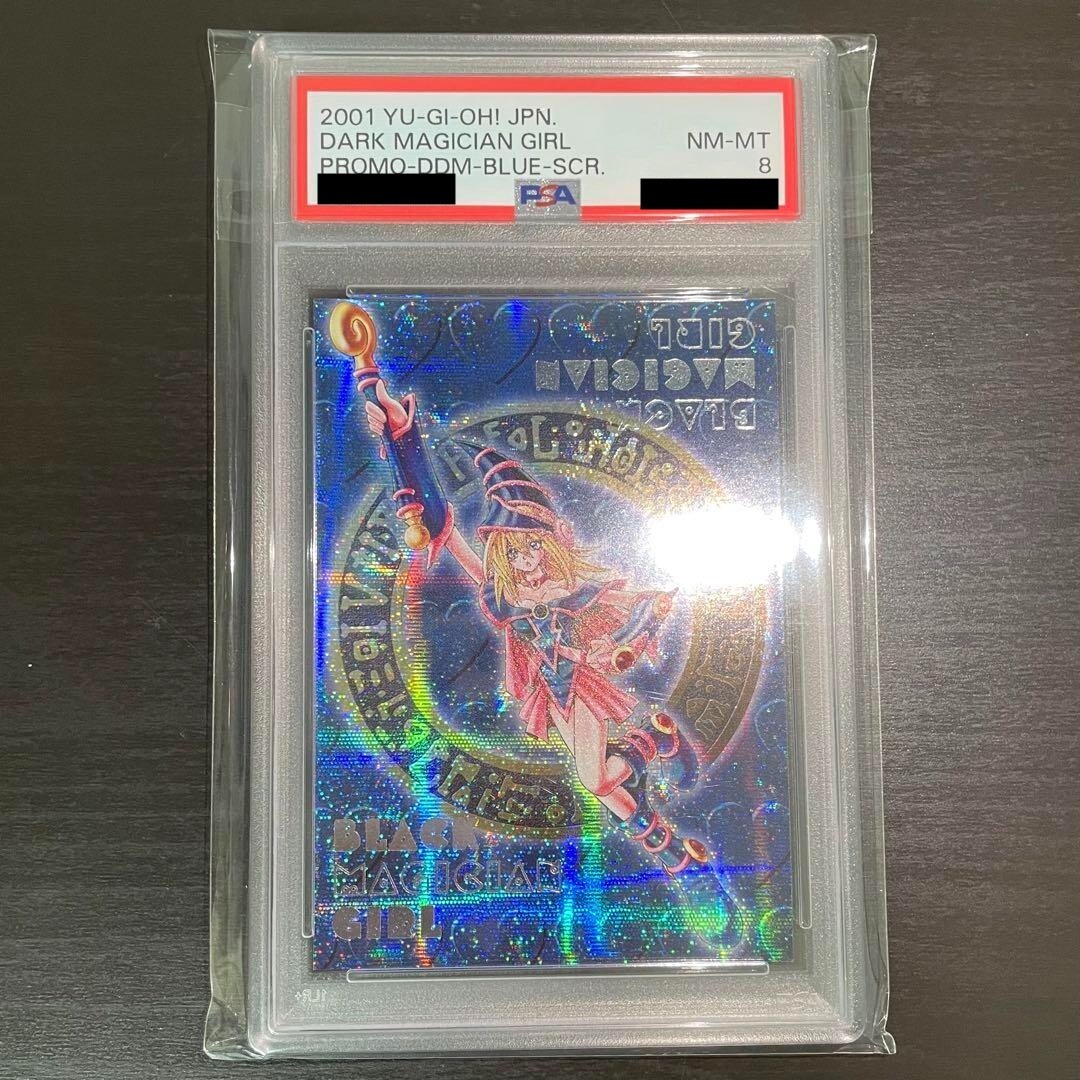 2001 YU-GI-OH! JPN.
DARK MAGICIAN GIRL NM-MT
PROMO-DDM-BLUE-SCR. 8
PSA
BLACK
MAGICIAN
GIRL
BLACK
MAGICIAN
GIRL